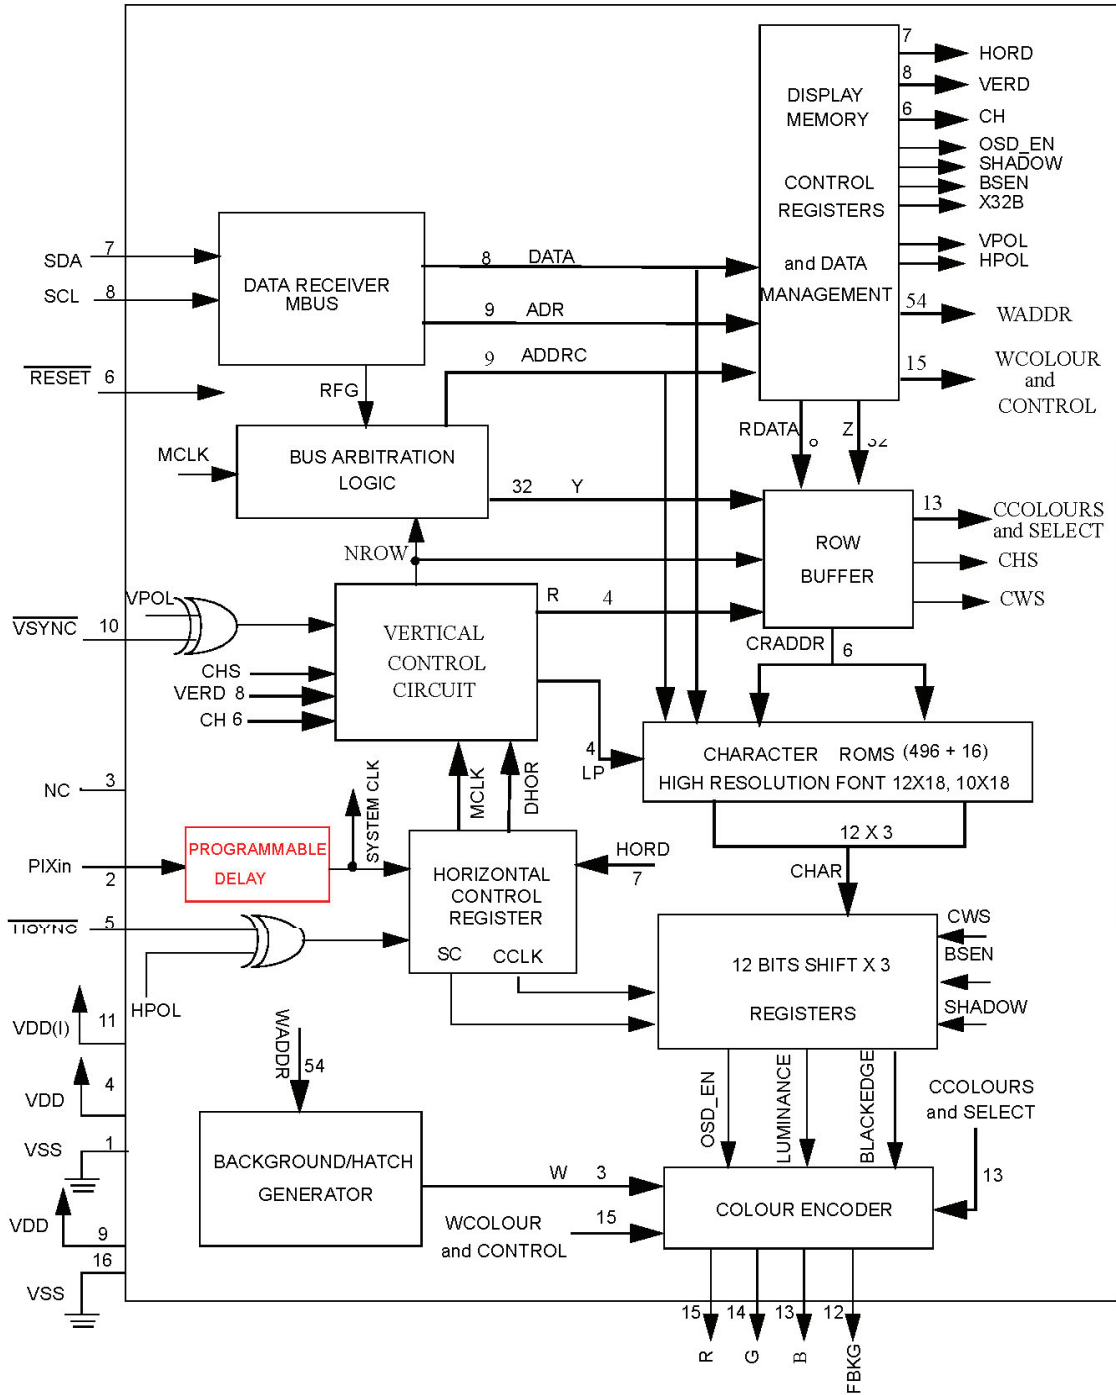 7
HORD
8
VERD
DISPLAY
MEMORY
6
CH
OSD_EN
SHADOW
CONTROL
REGISTERS
BSEN
X32B
VPOL
HPOL
and DATA
MANAGEMENT
54
WADDR
15
WCOLOUR
and
CONTROL
SDA
7
SCL
8
DATA RECEIVER
MBUS
8 DATA
9 ADR
9 ADDRC
RESET
6
RFG
RDATA
Z
MCLK
BUS ARBITRATION
LOGIC
32 Y
13
CCOLOURS
and SELECT
ROW
BUFFER
CHS
CWS
NROW
VPOL
VSYNC
10
R 4
VERTICAL
CONTROL
CIRCUIT
CRADDR
6
CHS
VERD 8
CH 6
4
LP
CHARACTER ROMS (496 + 16)
HIGH RESOLUTION FONT 12X18, 10X18
NC
3
SYSTEM CLK
MCLK
DHOR
12 X 3
CHAR
PIXin
2
PROGRAMMABLE
DELAY
HORIZONTAL
CONTROL
REGISTER
HORD
7
SC CCLK
5
HPOL
CWS
BSEN
SHADOW
12 BITS SHIFT X 3
REGISTERS
VDD(I)
11
VDD
4
VSS
1
VDD
9
16
VSS
WADDR
54
BACKGROUND/HATCH
GENERATOR
OSD_EN
LUMINANCE
BLACKEDGE
CCOLOURS
and SELECT
13
W 3
WCOLOUR
and CONTROL
15
COLOUR ENCODER
15
14
13
12
R
G
B
FBKG